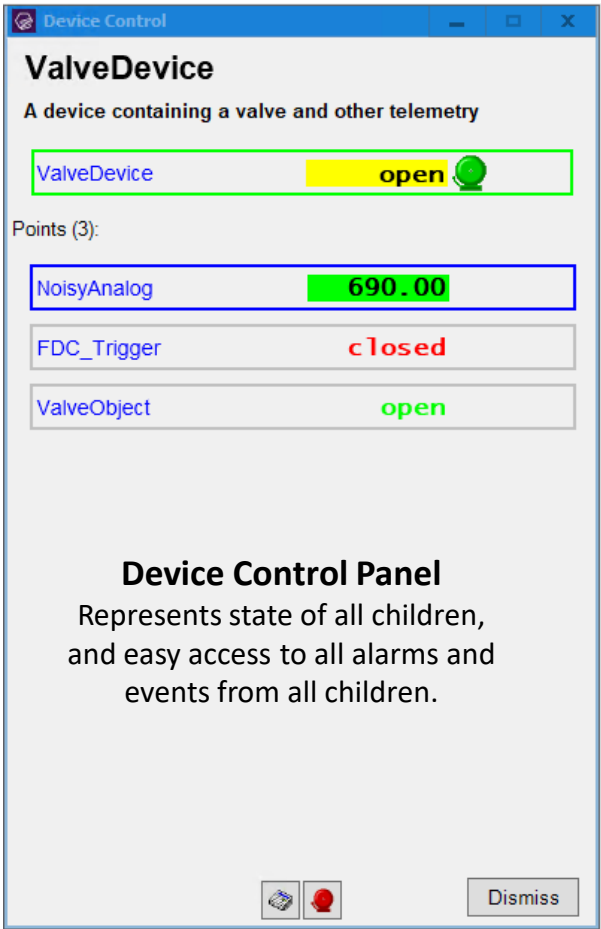 Device Control
ValveDevice
A device containing a valve and other telemetry
ValveDevice open
Points (3):
NoisyAnalog 690.00
FDC_Trigger closed
ValveObject open
Device Control Panel
Represents state of all children,
and easy access to all alarms and
events from all children.
Dismiss